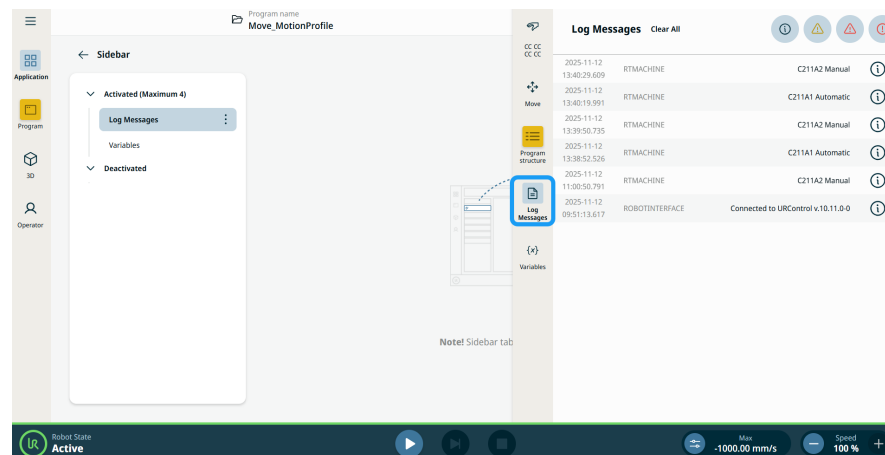 Program name
Move_MotionProfile
Application
Program
3D
Operator
Sidebar
Activated (Maximum 4)
Log Messages
Variables
Deactivated
Note! Sidebar tab
CC CC
CC CC
Move
Program
structure
Log
Messages
{x}
Variables
Log Messages Clear All
2025-11-12
13:40:29.609 RTMACHINE C211A2 Manual
2025-11-12
13:40:19.991 RTMACHINE C211A1 Automatic
2025-11-12
13:39:50.735 RTMACHINE C211A2 Manual
2025-11-12
13:38:52.526 RTMACHINE C211A1 Automatic
2025-11-12
11:00:50.791 RTMACHINE C211A2 Manual
2025-11-12
09:51:13.617 ROBOTINTERFACE Connected to URControl v.10.11.0-0
UR
Robot State
Active
Max
-1000.00 mm/s
Speed
100 %